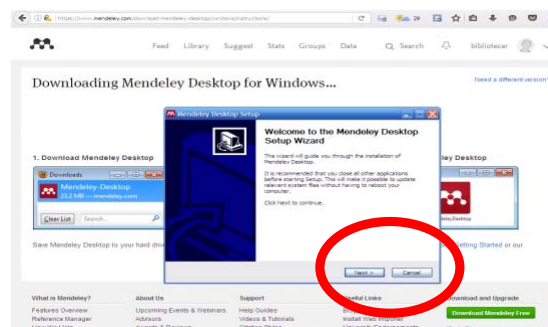 https://www.mendeley.com/download-mendeley-desktop/windows/instructions/
29
Feed Library Suggest Stats Groups Data Search bibliotecar
Downloading Mendeley Desktop for Windows...
Need a different version?
Mendeley Desktop Setup
Welcome to the Mendeley Desktop
Setup Wizard
This wizard will guide you through the installation of
Mendeley Desktop.
It is recommended that you close all other applications
before starting Setup. This will make it possible to update
relevant system files without having to reboot your
computer.
Click Next to continue.
Next > Cancel
1. Download Mendeley Desktop
Downloads
Mendeley-Desktop
23.2 MB — mendeley.com
Clear List Search...
Save Mendeley Desktop to your hard
ley Desktop
Getting Started or our
What is Mendeley? About Us Support Useful Links Download and Upgrade
Features Overview Upcoming Events & Webinars Help Guides
Reference Manager Advisors Videos & Tutorials Install Web Importer
Download Mendeley Free